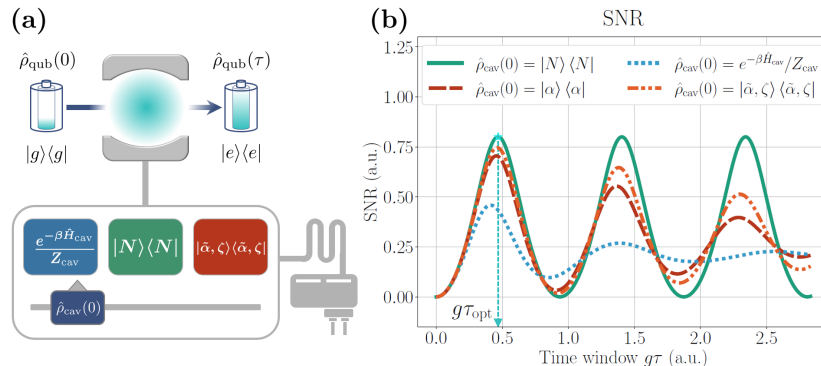 (a)
ρ̂qub(0)
ρ̂qub(τ)
|g⟩⟨g|
|e⟩⟨e|
e^{-βĤcav}/Zcav
|N⟩⟨N|
|α̃, ζ⟩⟨α̃, ζ|
ρ̂cav(0)
(b)
SNR
ρ̂cav(0) = |N⟩ ⟨N|
ρ̂cav(0) = e^{-βĤcav}/Zcav
ρ̂cav(0) = |α⟩ ⟨α|
ρ̂cav(0) = |α̃, ζ⟩ ⟨α̃, ζ|
SNR (a.u.)
1.25
1.00
0.75
0.50
0.25
0.00
gτopt
0.0 0.5 1.0 1.5 2.0 2.5
Time window gτ (a.u.)